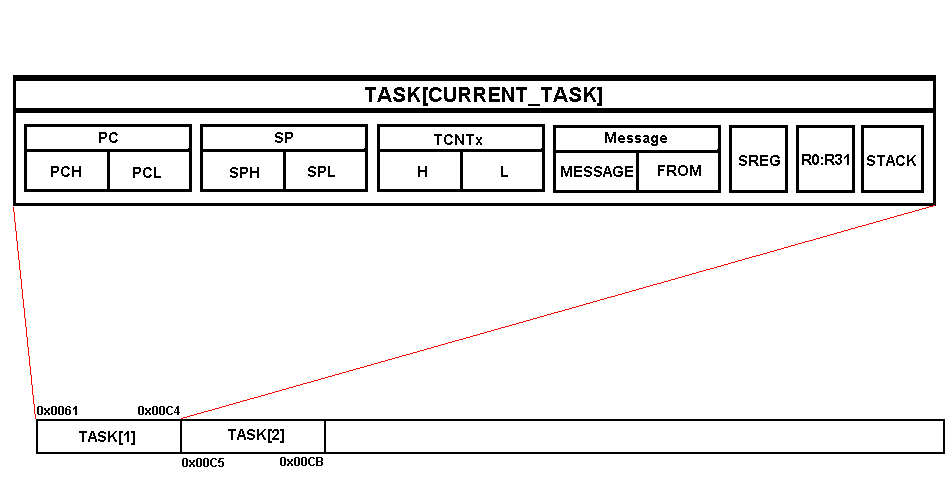 TASK[CURRENT_TASK]
PC SP TCNTx Message
PCH PCL SPH SPL H L MESSAGE FROM SREG R0:R31 STACK
0x0061 0x00C4
TASK[1] TASK[2]
0x00C5 0x00CB